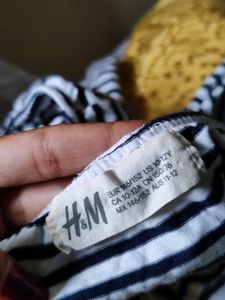 H&M
EUR 146/152 US 10-12Y
CA 10-12A CN 150/76
MX 146/152 AUS 11-12